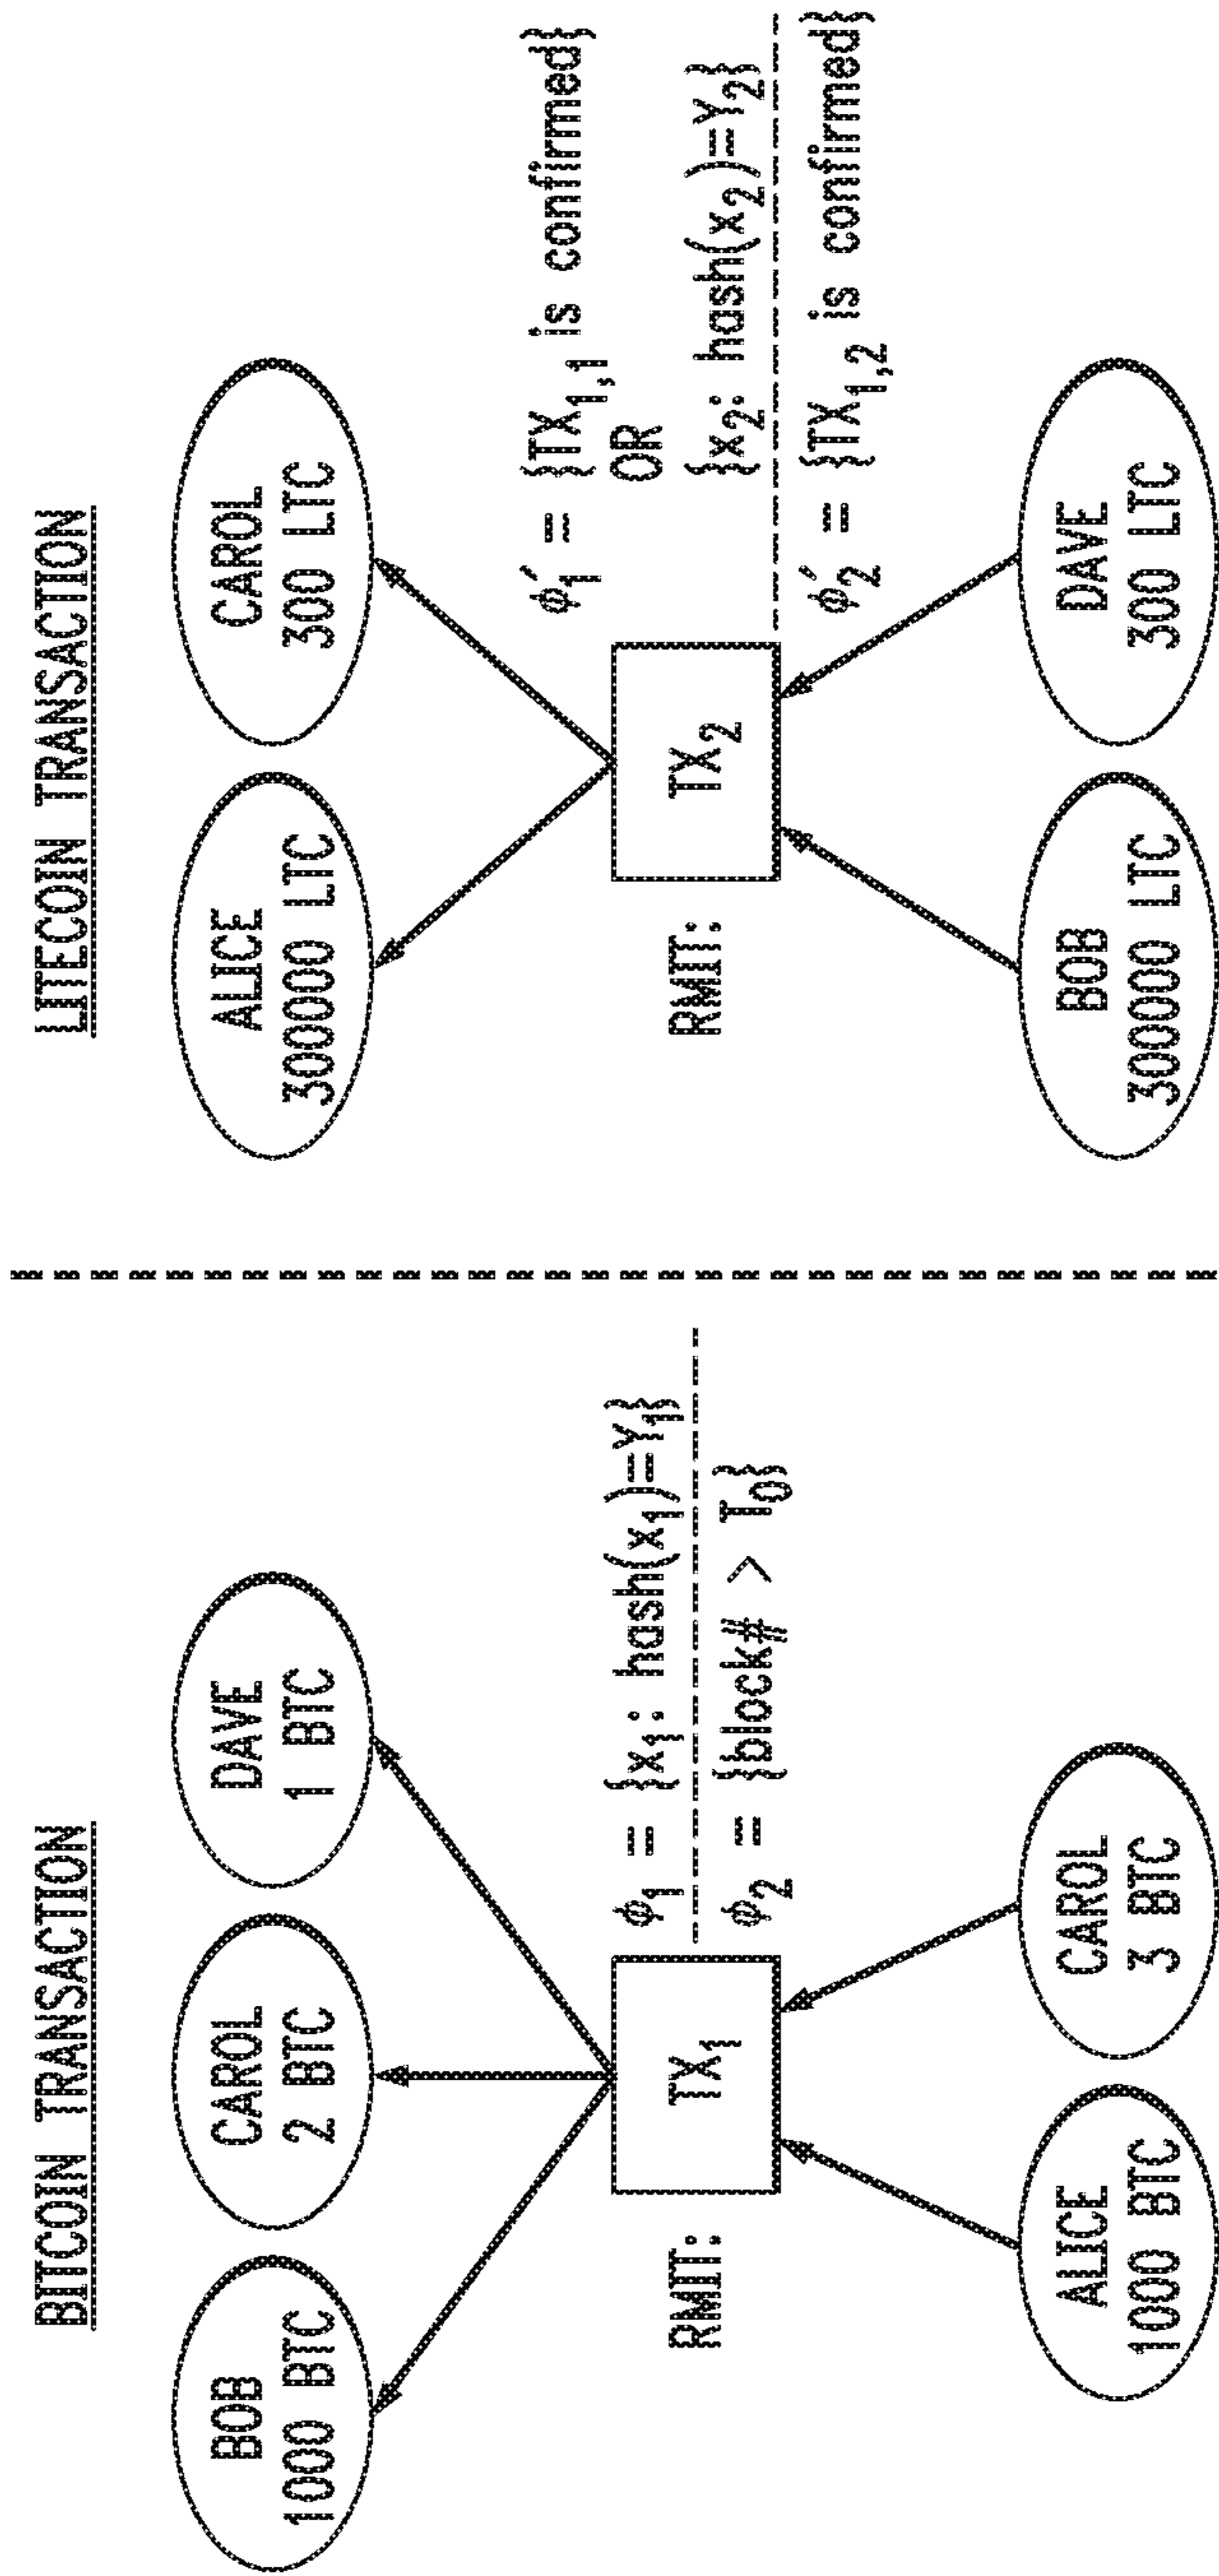 BITCOIN TRANSACTION
BOB
1000 BTC
CAROL
2 BTC
DAVE
1 BTC
RMIT:
TX₁
ϕ₁ = {x₁: hash(x₁)=Y₁}
ϕ₂ = {block# > T₀}
ALICE
1000 BTC
CAROL
3 BTC
LITECOIN TRANSACTION
ALICE
300000 LTC
CAROL
300 LTC
RMIT:
TX₂
ϕ′₁ = {TX₁,₁ is confirmed}
OR
{x₂: hash(x₂)=Y₂}
ϕ′₂ = {TX₁,₂ is confirmed}
BOB
300000 LTC
DAVE
300 LTC